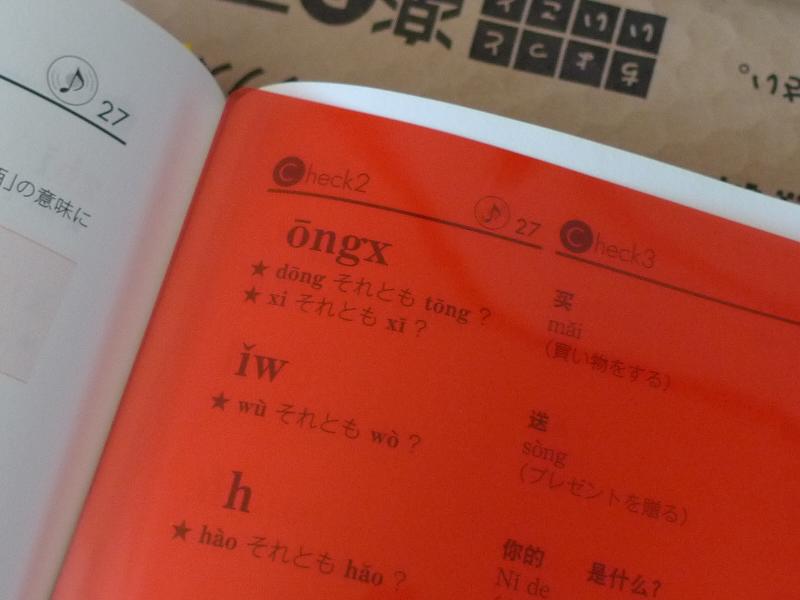 27
」の意味に
Check2
27
ōngx
★ dōng それとも tōng ?
★ xi それとも xī ?
ǐw
★ wù それとも wò ?
h
★ hào それとも hǎo ?
Check3
买
mǎi
(買い物をする)
送
sòng
(プレゼントを贈る)
你的 是什么?
Nǐ de